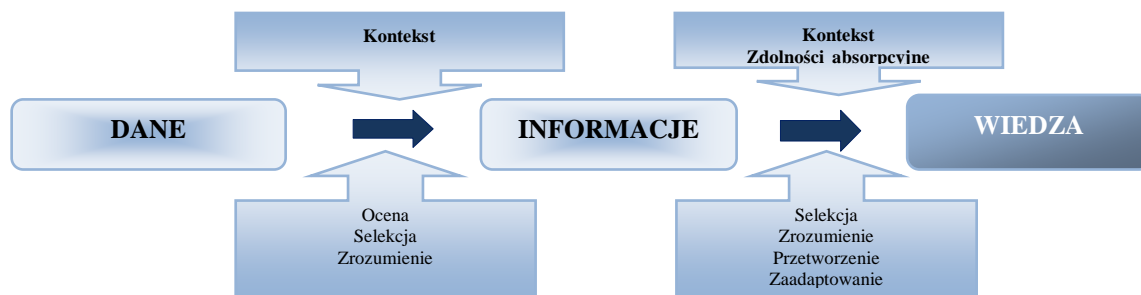 Kontekst
Kontekst
Zdolności absorpcyjne
DANE
INFORMACJE
WIEDZA
Ocena
Selekcja
Zrozumienie
Selekcja
Zrozumienie
Przetworzenie
Zaadaptowanie